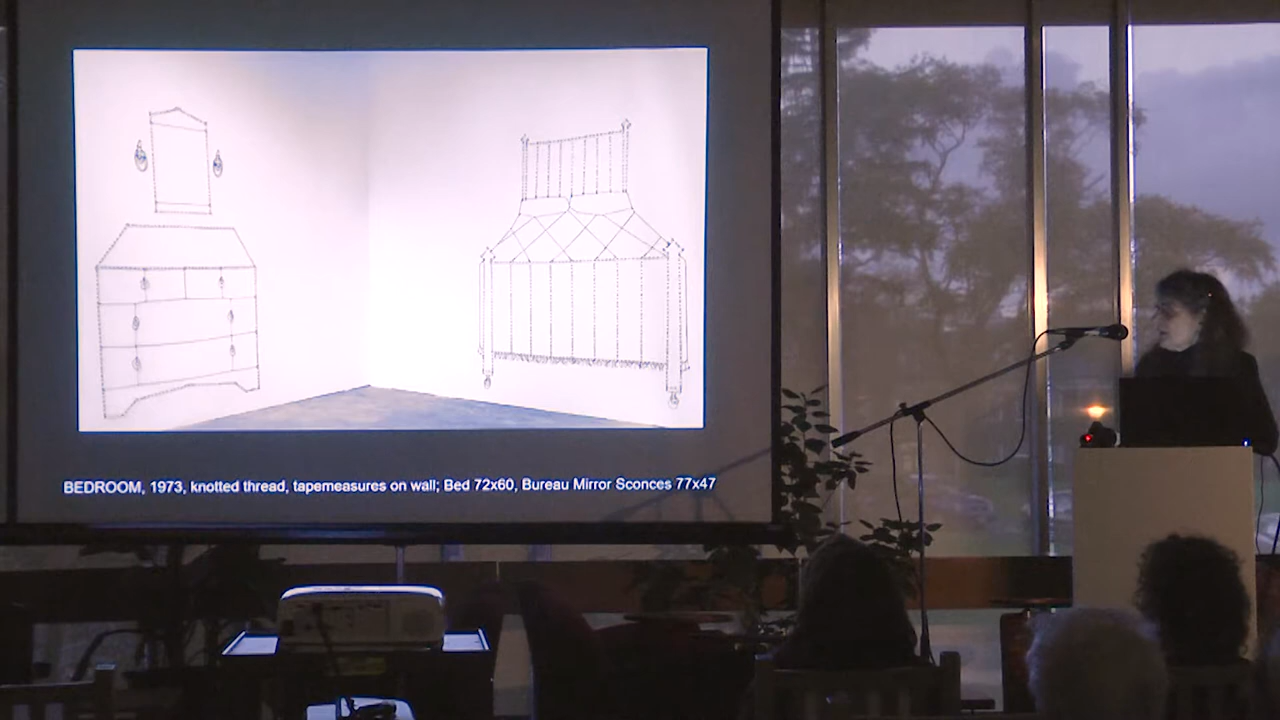 BEDROOM, 1973, knotted thread, tapemeasures on wall; Bed 72x60, Bureau Mirror Sconces 77x47